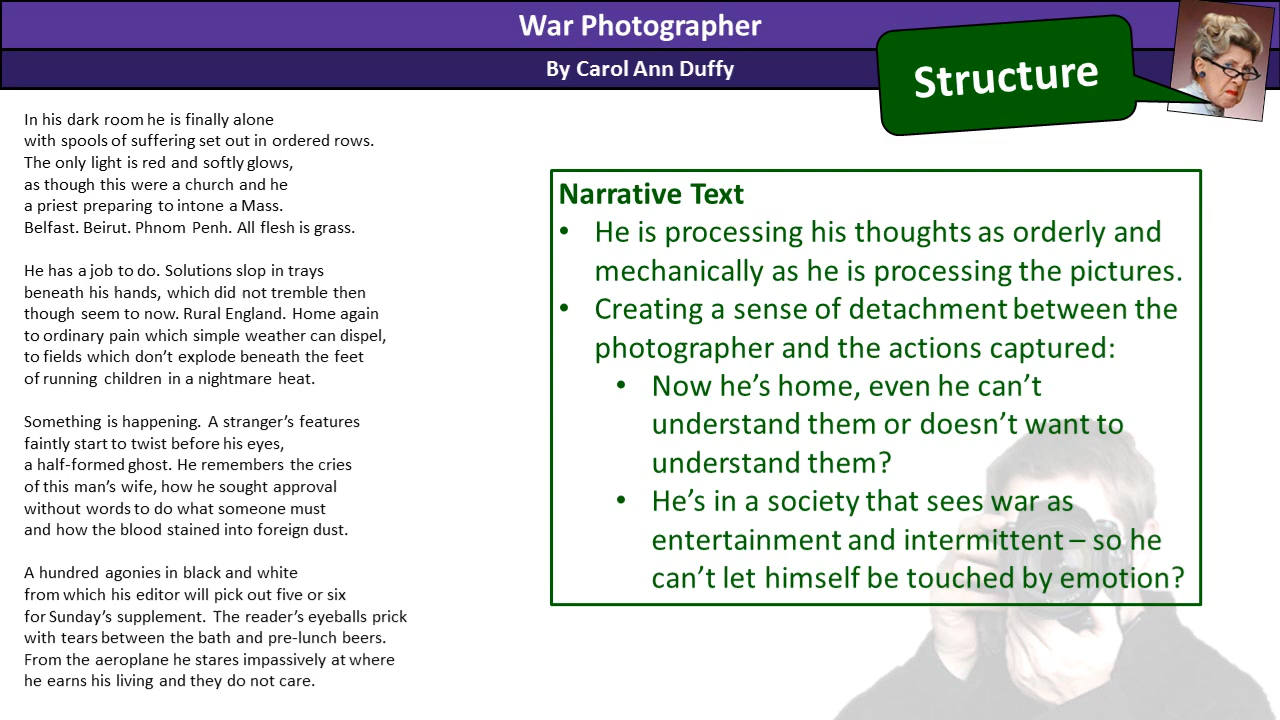 War Photographer
By Carol Ann Duffy
Structure
In his dark room he is finally alone
with spools of suffering set out in ordered rows.
The only light is red and softly glows,
as though this were a church and he
a priest preparing to intone a Mass.
Belfast. Beirut. Phnom Penh. All flesh is grass.
He has a job to do. Solutions slop in trays
beneath his hands, which did not tremble then
though seem to now. Rural England. Home again
to ordinary pain which simple weather can dispel,
to fields which don’t explode beneath the feet
of running children in a nightmare heat.
Something is happening. A stranger’s features
faintly start to twist before his eyes,
a half-formed ghost. He remembers the cries
of this man’s wife, how he sought approval
without words to do what someone must
and how the blood stained into foreign dust.
A hundred agonies in black and white
from which his editor will pick out five or six
for Sunday’s supplement. The reader’s eyeballs prick
with tears between the bath and pre-lunch beers.
From the aeroplane he stares impassively at where
he earns his living and they do not care.
Narrative Text
• He is processing his thoughts as orderly and
mechanically as he is processing the pictures.
• Creating a sense of detachment between the
photographer and the actions captured:
• Now he’s home, even he can’t
understand them or doesn’t want to
understand them?
• He’s in a society that sees war as
entertainment and intermittent – so he
can’t let himself be touched by emotion?